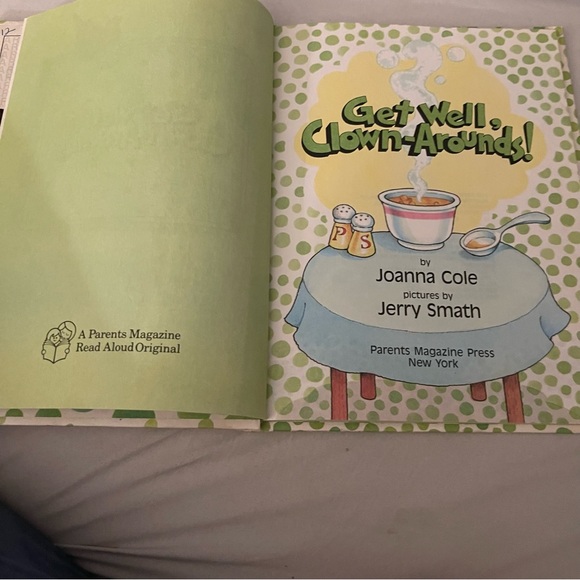 A Parents Magazine
Read Aloud Original
Get Well,
Clown-Arounds!
P S
by
Joanna Cole
pictures by
Jerry Smath
Parents Magazine Press
New York